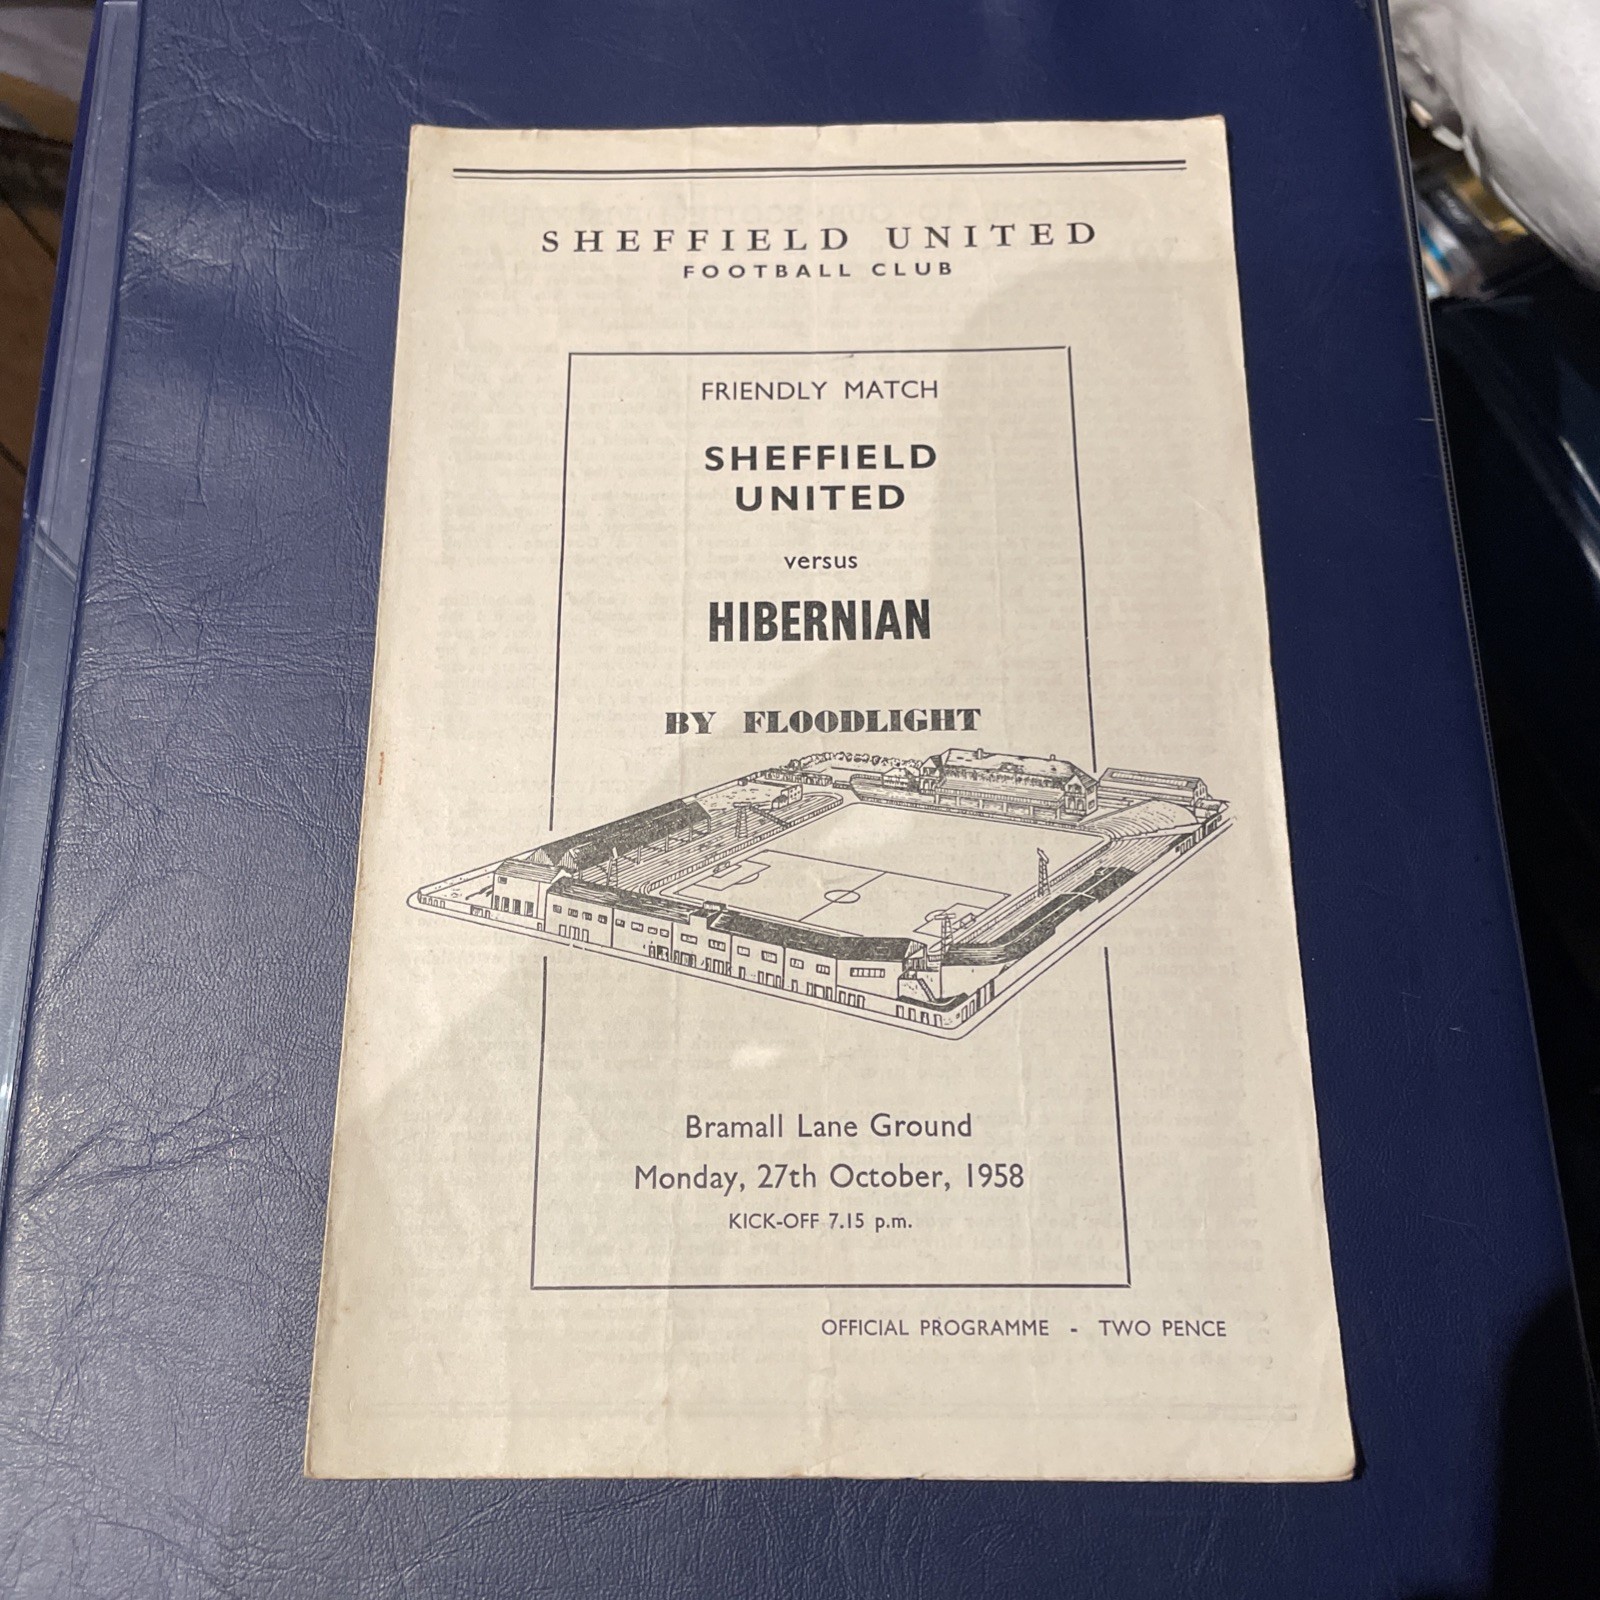 SHEFFIELD UNITED
FOOTBALL CLUB
FRIENDLY MATCH
SHEFFIELD
UNITED
versus
HIBERNIAN
BY FLOODLIGHT
Bramall Lane Ground
Monday, 27th October, 1958
KICK-OFF 7.15 p.m.
OFFICIAL PROGRAMME - TWO PENCE